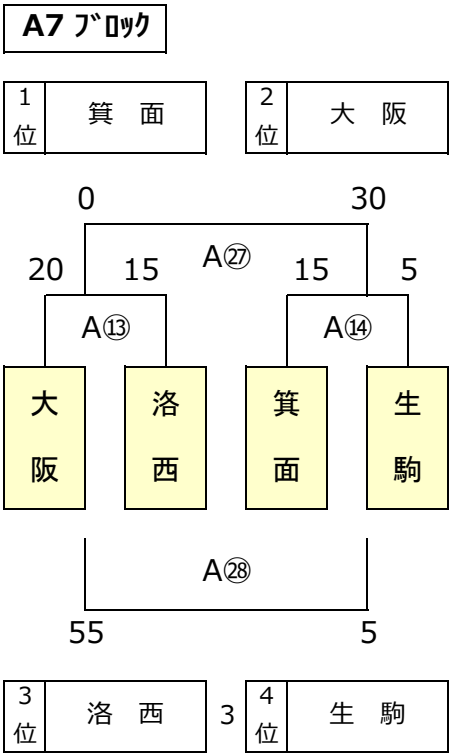 A7 ﾌﾞﾛｯｸ
1位 箕 面 2位 大 阪
0 30
20 15 A㉗ 15 5
A⑬ A⑭
大阪 洛西 箕面 生駒
A㉘
55 5
3位 洛 西 3 4位 生 駒